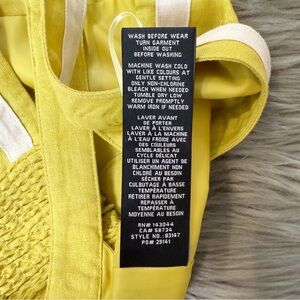 WASH BEFORE WEAR
TURN GARMENT
INSIDE OUT
BEFORE WASHING
MACHINE WASH COLD
WITH LIKE COLOURS AT
GENTLE SETTING
ONLY NON-CHLORINE
BLEACH WHEN NEEDED
TUMBLE DRY LOW
REMOVE PROMPTLY
WARM IRON IF NEEDED
LAVER AVANT
DE PORTER
LAVER À L'ENVERS
LAVER À LA MACHINE
À L'EAU FROIDE AVEC
DES COULEURS
SEMBLABLES AU
CYCLE DÉLICAT
UTILISER UN AGENT DE
BLANCHIMENT NON
CHLORÉ AU BESOIN
SÉCHER PAR
CULBUTAGE À BASSE
TEMPÉRATURE
RETIRER RAPIDEMENT
REPASSER À
TEMPÉRATURE
MOYENNE AU BESOIN
RN# 143044
CA# 59734
STYLE NO.: 83147
PO# 25141